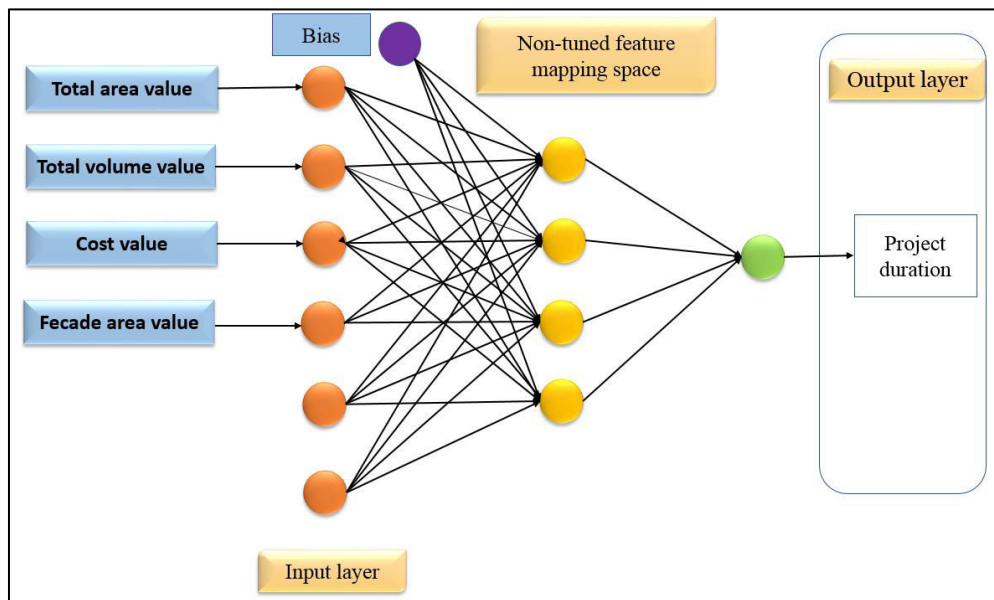 Bias
Non-tuned feature
mapping space
Total area value
Output layer
Total volume value
Cost value
Project
duration
Fecade area value
Input layer